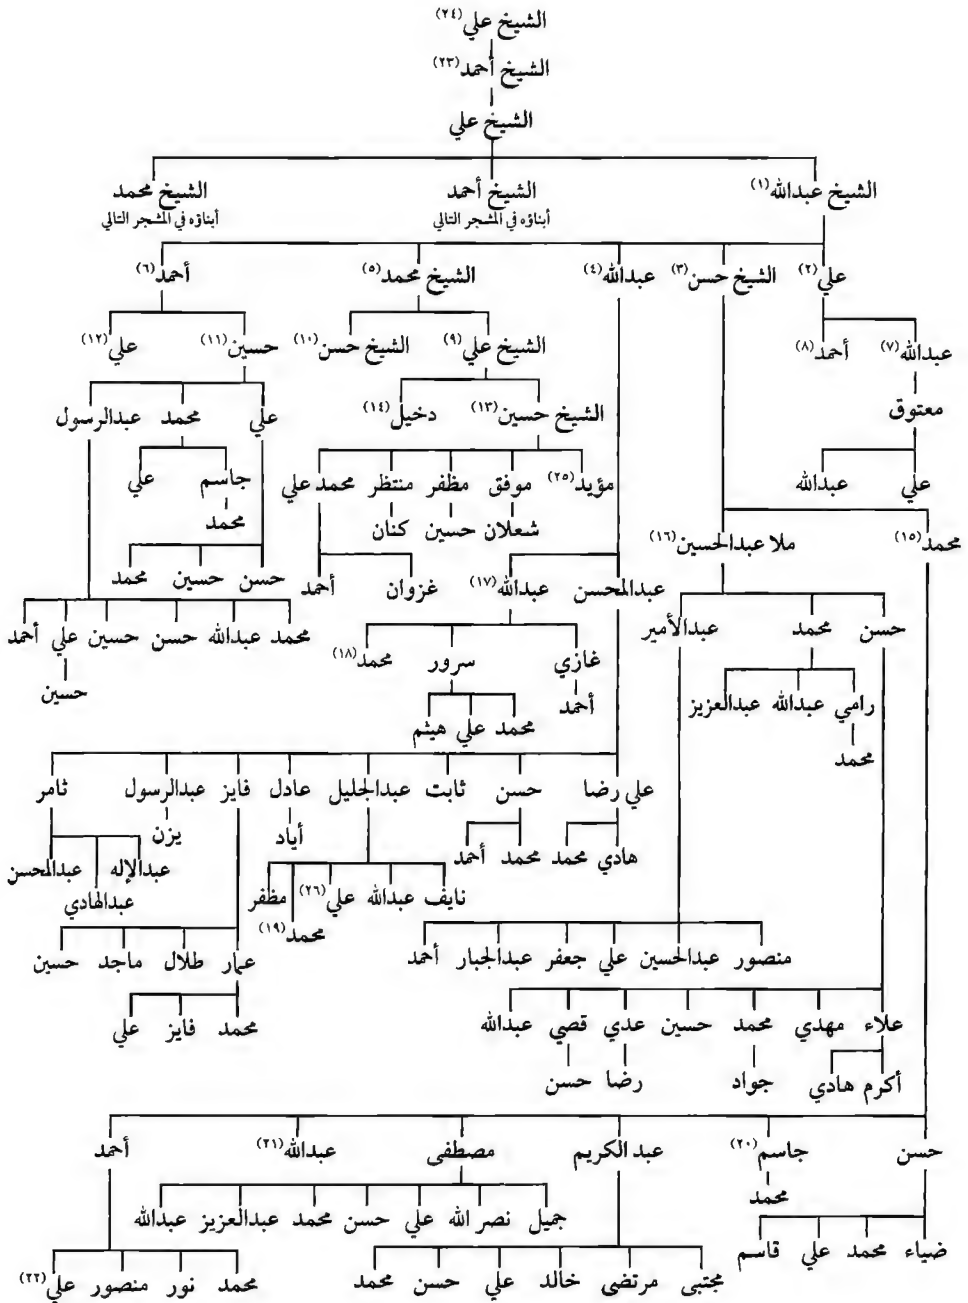 الشيخ علي (٢٤)
الشيخ أحمد (٢٣)
الشيخ علي
الشيخ عبدالله (١) الشيخ أحمد الشيخ محمد
أبناؤه في المشجر التالي أبناؤه في المشجر التالي
علي (٢) الشيخ حسن (٣) عبدالله (٤) الشيخ محمد (٥) أحمد (٦)
عبدالله (٧) أحمد (٨) الشيخ علي (٩) الشيخ حسن (١٠) حسين (١١) علي (١٢)
معتوق الشيخ حسين (١٣) دخيل (١٤) علي محمد عبدالرسول
علي عبدالله مؤيد (٢٥) موفق مظفر منتظر محمد علي جاسم علي
شعلان حسين كنان محمد
محمد (١٥) ملا عبدالحسين (١٦)
عبدالمحسن عبدالله (١٧) غزوان أحمد حسن حسين محمد
حسن محمد عبدالأمير محمد عبدالله حسن حسين علي أحمد
غازي سرور محمد (١٨) حسين
رامي عبدالله عبدالعزيز أحمد محمد علي هيثم
محمد
علي رضا حسن ثابت عبدالجليل عادل فايز عبدالرسول ثامر
هادي محمد محمد أحمد أياد يزن عبدالإله عبدالهادي عبدالمحسن
نايف عبدالله علي (٢٦) محمد (١٩) مظفر
منصور عبدالحسين علي جعفر عبدالجبار أحمد عمار طلال ماجد حسين
علاء مهدي محمد حسين عدي قصي عبدالله محمد فايز علي
أكرم هادي جواد رضا حسن
حسن جاسم (٢٠) عبد الكريم مصطفى عبدالله (٢١) أحمد
محمد جميل نصر الله علي حسن محمد عبدالعزيز عبدالله
ضياء محمد علي قاسم
مجتبى مرتضى خالد علي حسن محمد محمد نور منصور علي (٢٢)